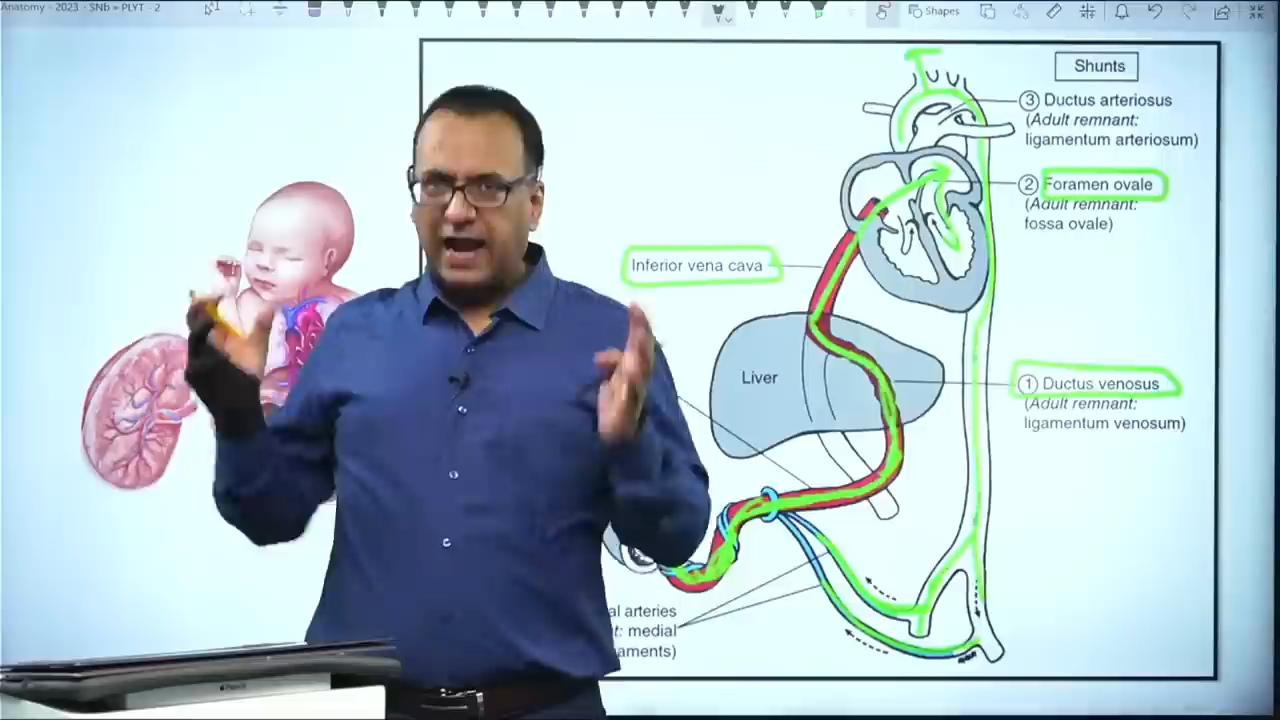 Anatomy - 2023 - SNb » PLYT - 2
Shapes
Shunts
③ Ductus arteriosus
(Adult remnant:
ligamentum arteriosum)
② Foramen ovale
(Adult remnant:
fossa ovale)
Inferior vena cava
Liver
① Ductus venosus
(Adult remnant:
ligamentum venosum)
al arteries
t: medial
aments)